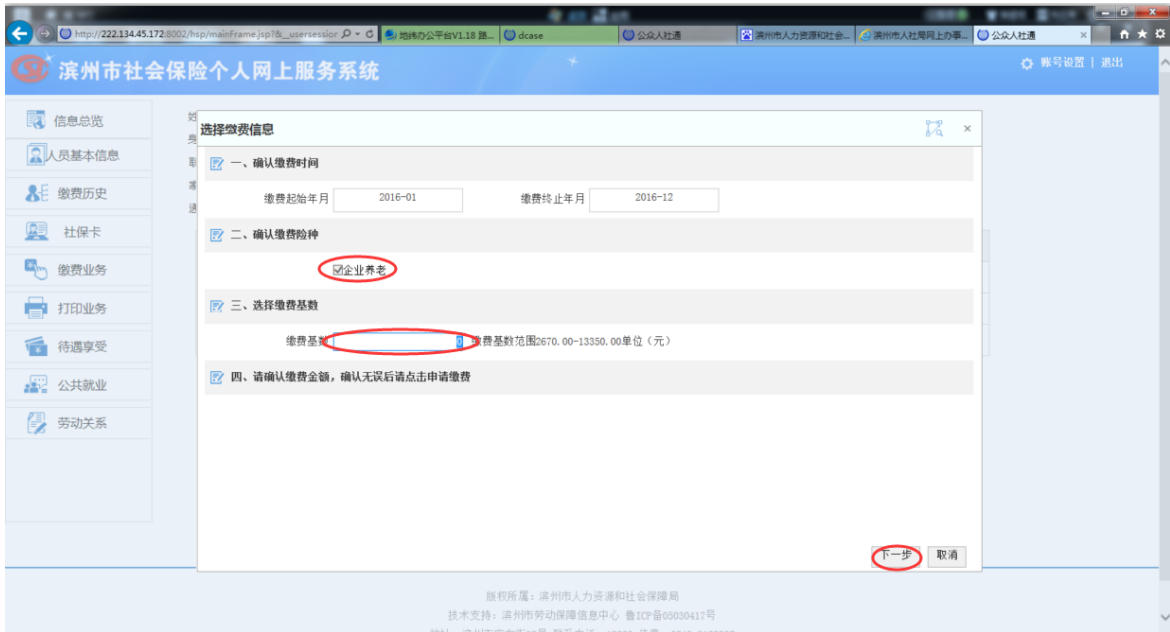 http://222.134.45.172:8002/hsp/mainFrame.jsp?&_usersession
地纬办公平台V1.18 路...
dcase
公众人社通
滨州市人力资源和社会...
滨州市人社局网上办事...
公众人社通
滨州市社会保险个人网上服务系统
账号设置 | 退出
信息总览
人员基本信息
缴费历史
社保卡
缴费业务
打印业务
待遇享受
公共就业
劳动关系
选择缴费信息
一、确认缴费时间
缴费起始年月 2016-01 缴费终止年月 2016-12
二、确认缴费险种
企业养老
三、选择缴费基数
缴费基数 0 缴费基数范围2670.00-13350.00单位（元）
四、请确认缴费金额，确认无误后请点击申请缴费
下一步 取消
版权所属：滨州市人力资源和社会保障局
技术支持：滨州市劳动保障信息中心 鲁ICP备05030417号